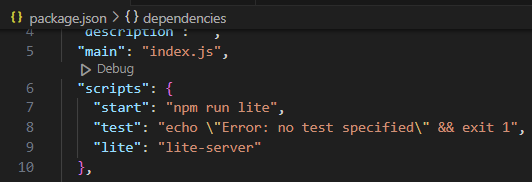 package.json > dependencies
4 "description": "",
5 "main": "index.js",
Debug
6 "scripts": {
7 "start": "npm run lite",
8 "test": "echo \"Error: no test specified\" && exit 1",
9 "lite": "lite-server"
10 },